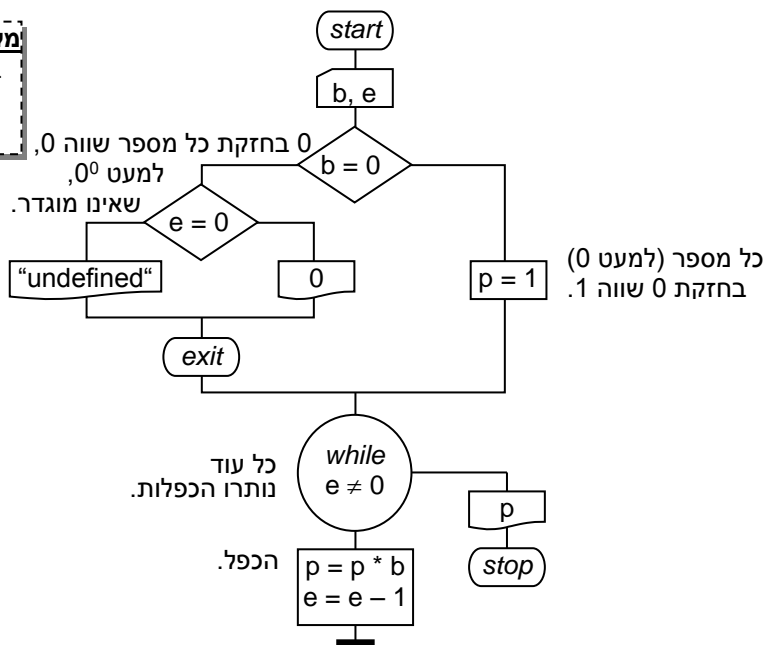 start
b, e
0 בחזקת כל מספר שווה 0,
למעט 0⁰,
שאינו מוגדר.
b = 0
e = 0
"undefined"
0
p = 1
כל מספר (למעט 0)
בחזקת 0 שווה 1.
exit
כל עוד
נותרו הכפלות.
while
e ≠ 0
p
stop
הכפל.
p = p * b
e = e – 1